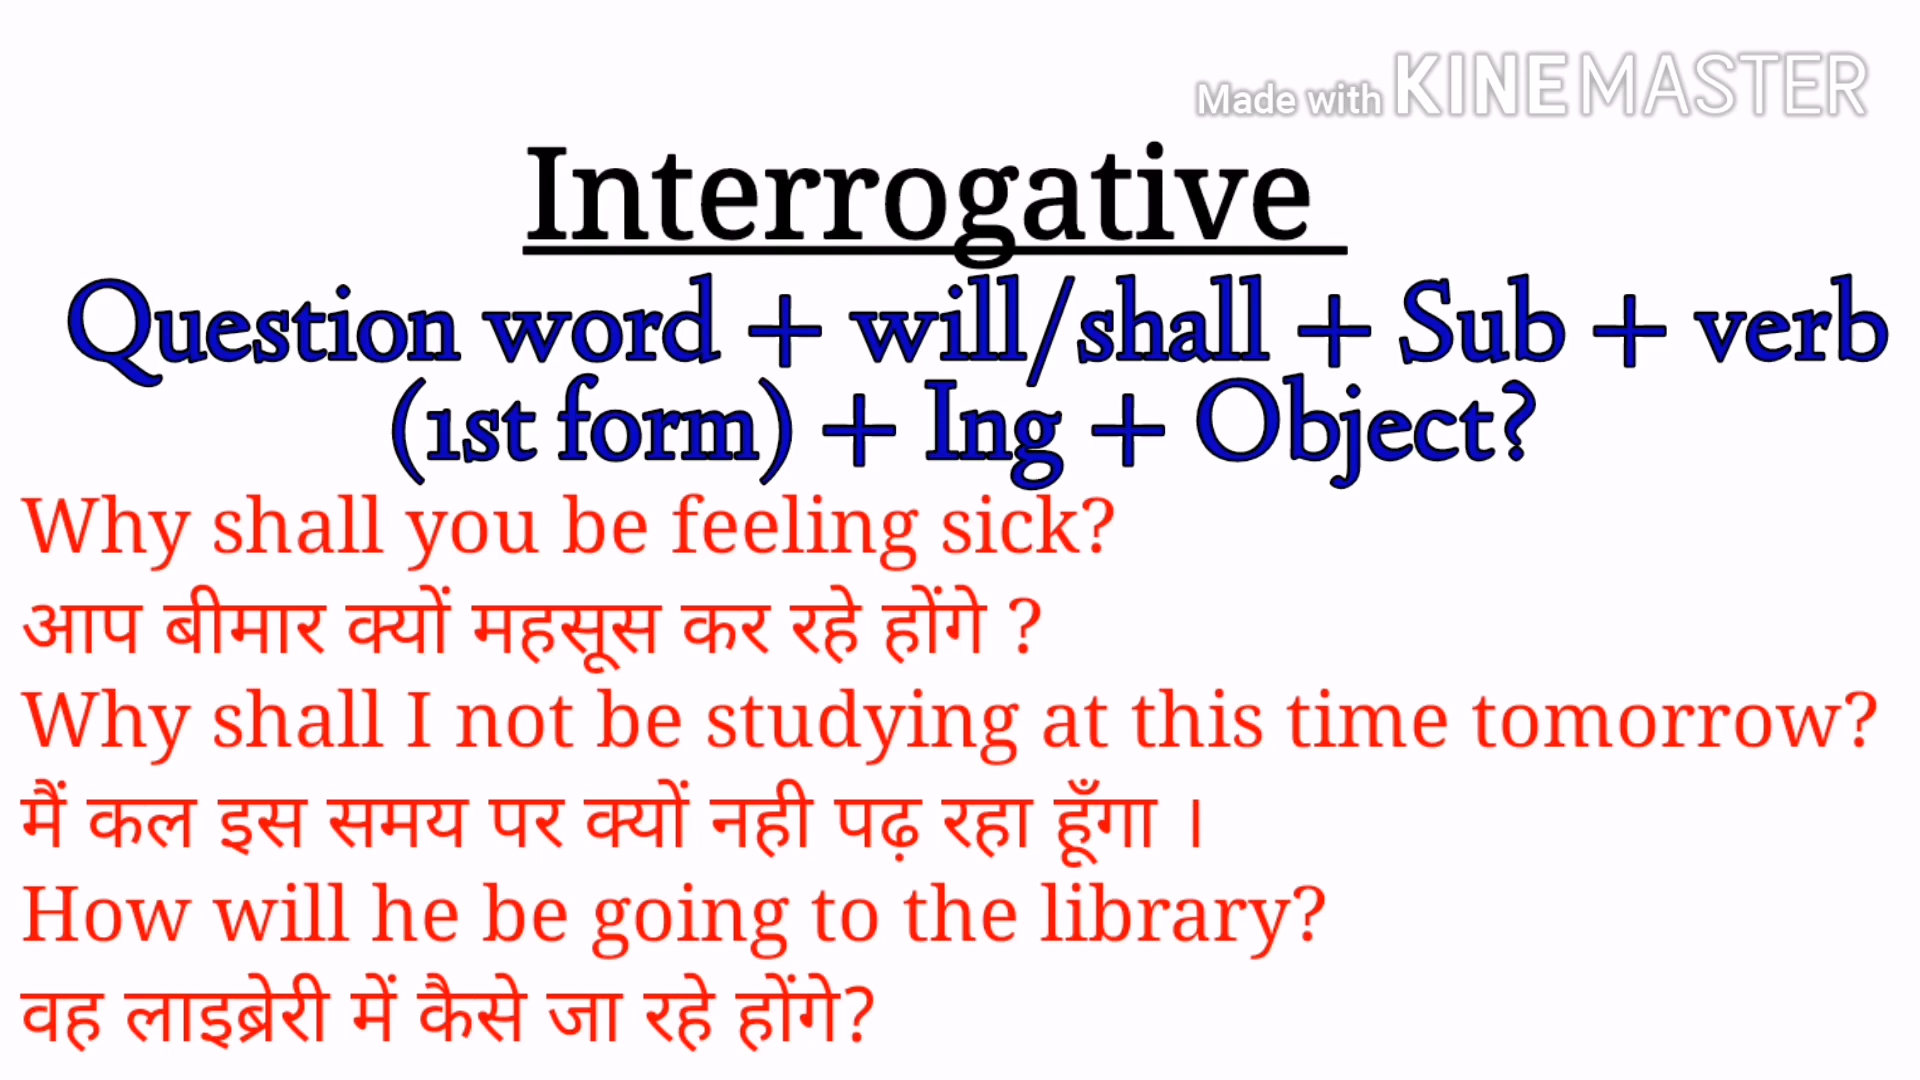 Made with KINEMASTER
Interrogative
Question word + will/shall + Sub + verb
(1st form) + Ing + Object?
Why shall you be feeling sick?
आप बीमार क्यों महसूस कर रहे होंगे ?
Why shall I not be studying at this time tomorrow?
मैं कल इस समय पर क्यों नही पढ़ रहा हूँगा ।
How will he be going to the library?
वह लाइब्रेरी में कैसे जा रहे होंगे?